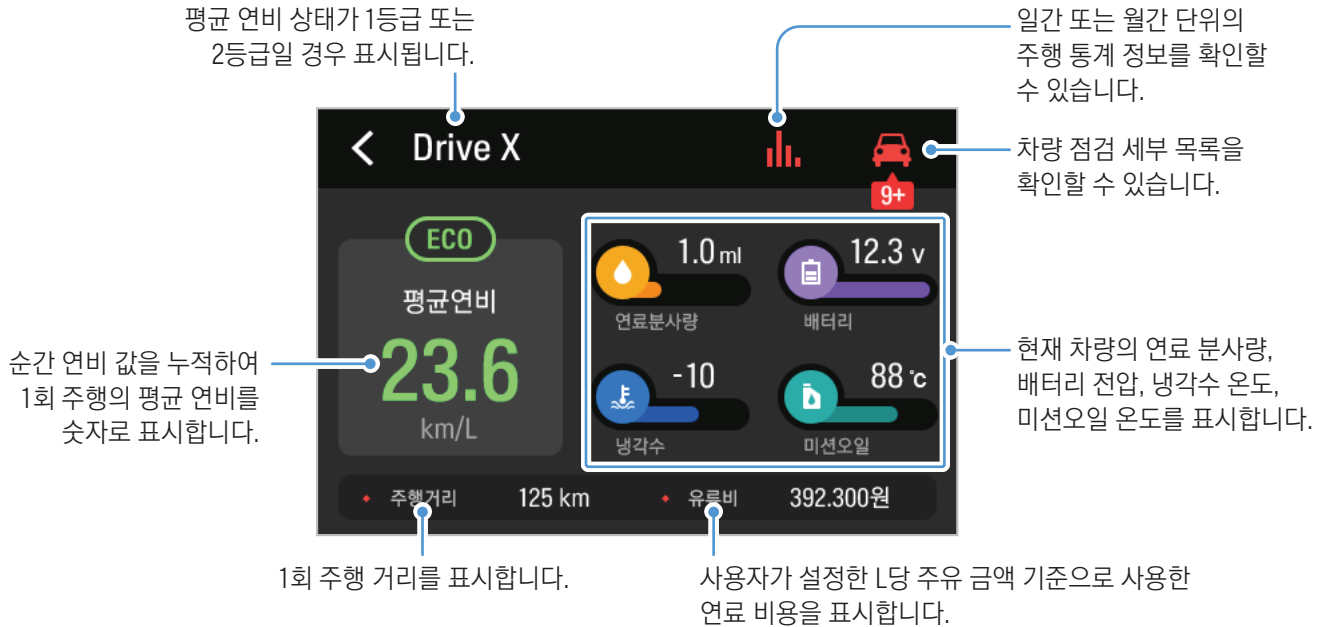 평균 연비 상태가 1등급 또는
2등급일 경우 표시됩니다.
일간 또는 월간 단위의
주행 통계 정보를 확인할
수 있습니다.
차량 점검 세부 목록을
확인할 수 있습니다.
Drive X
9+
ECO
평균연비
23.6
km/L
1.0 ml
연료분사량
12.3 v
배터리
-10
냉각수
88 ℃
미션오일
순간 연비 값을 누적하여
1회 주행의 평균 연비를
숫자로 표시합니다.
현재 차량의 연료 분사량,
배터리 전압, 냉각수 온도,
미션오일 온도를 표시합니다.
주행거리 125 km 유류비 392.300원
1회 주행 거리를 표시합니다.
사용자가 설정한 L당 주유 금액 기준으로 사용한
연료 비용을 표시합니다.